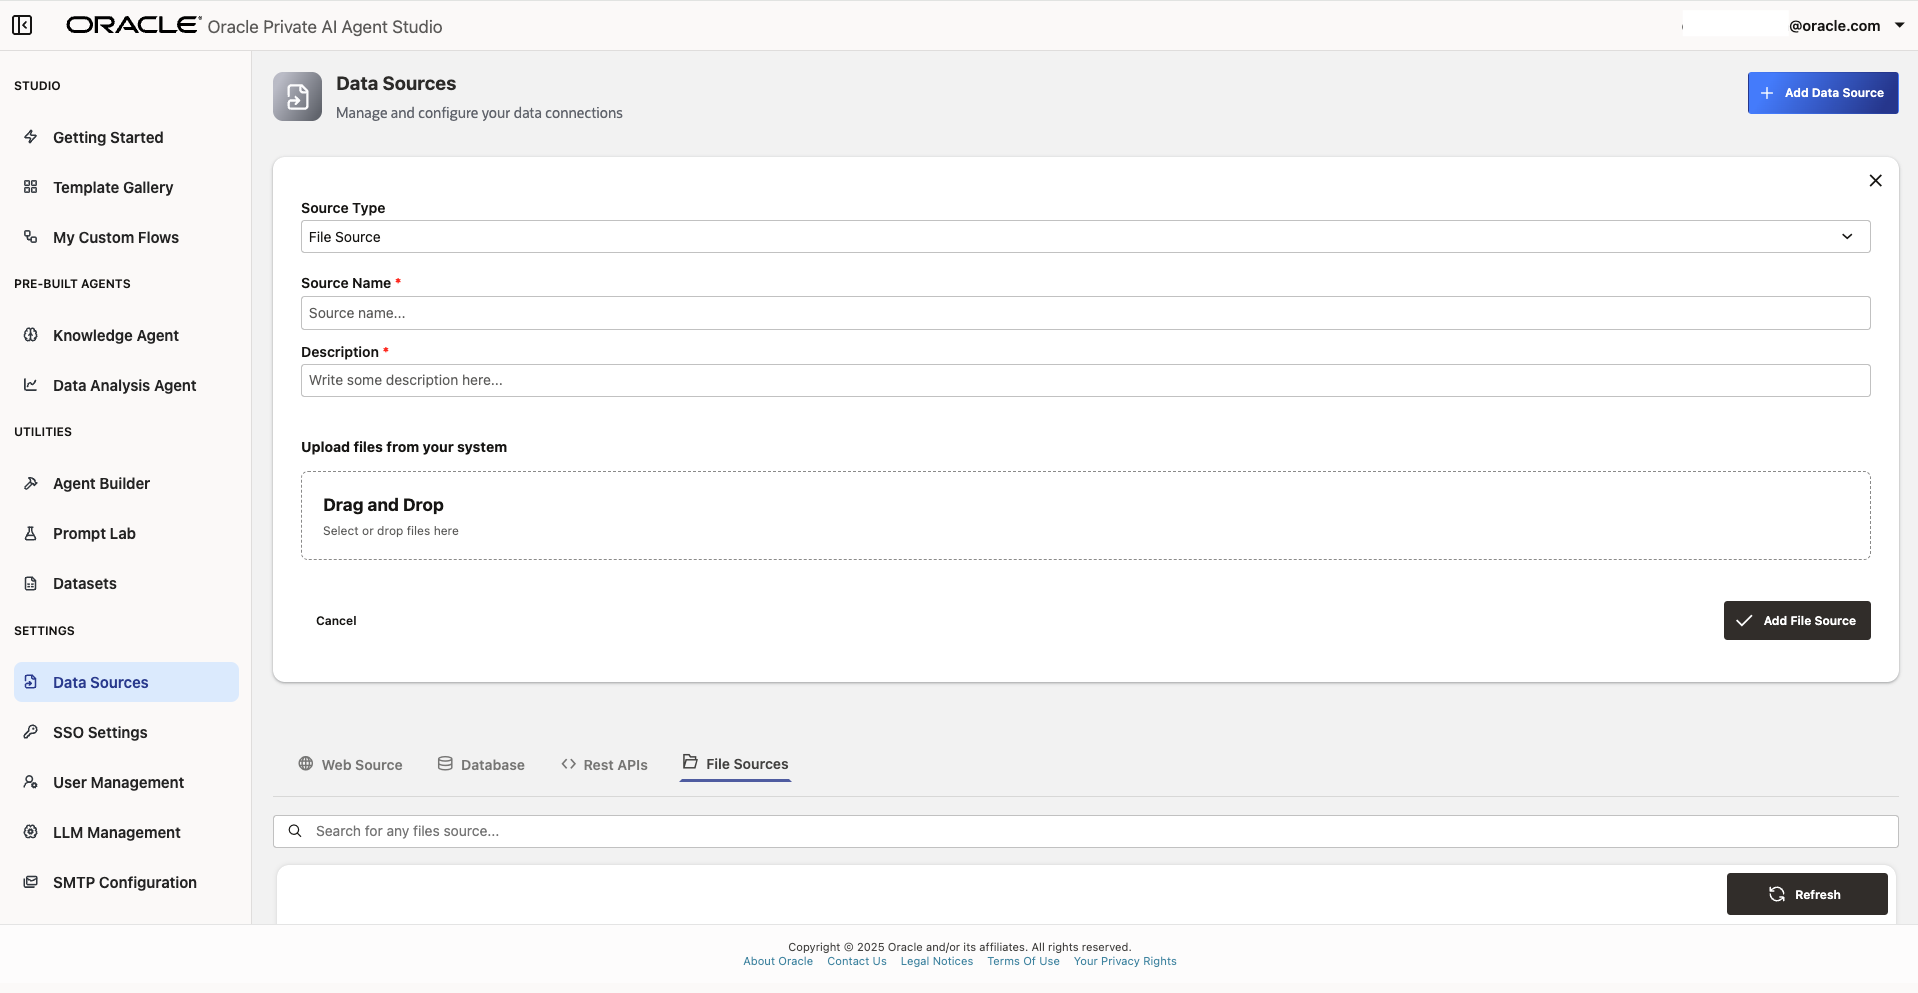 ORACLE Oracle Private AI Agent Studio
@oracle.com
STUDIO
Getting Started
Template Gallery
My Custom Flows
PRE-BUILT AGENTS
Knowledge Agent
Data Analysis Agent
UTILITIES
Agent Builder
Prompt Lab
Datasets
SETTINGS
Data Sources
SSO Settings
User Management
LLM Management
SMTP Configuration
Data Sources
Manage and configure your data connections
Add Data Source
Source Type
File Source
Source Name *
Source name...
Description *
Write some description here...
Upload files from your system
Drag and Drop
Select or drop files here
Cancel
Add File Source
Web Source Database Rest APIs File Sources
Search for any files source...
Refresh
Copyright © 2025 Oracle and/or its affiliates. All rights reserved.
About Oracle Contact Us Legal Notices Terms Of Use Your Privacy Rights